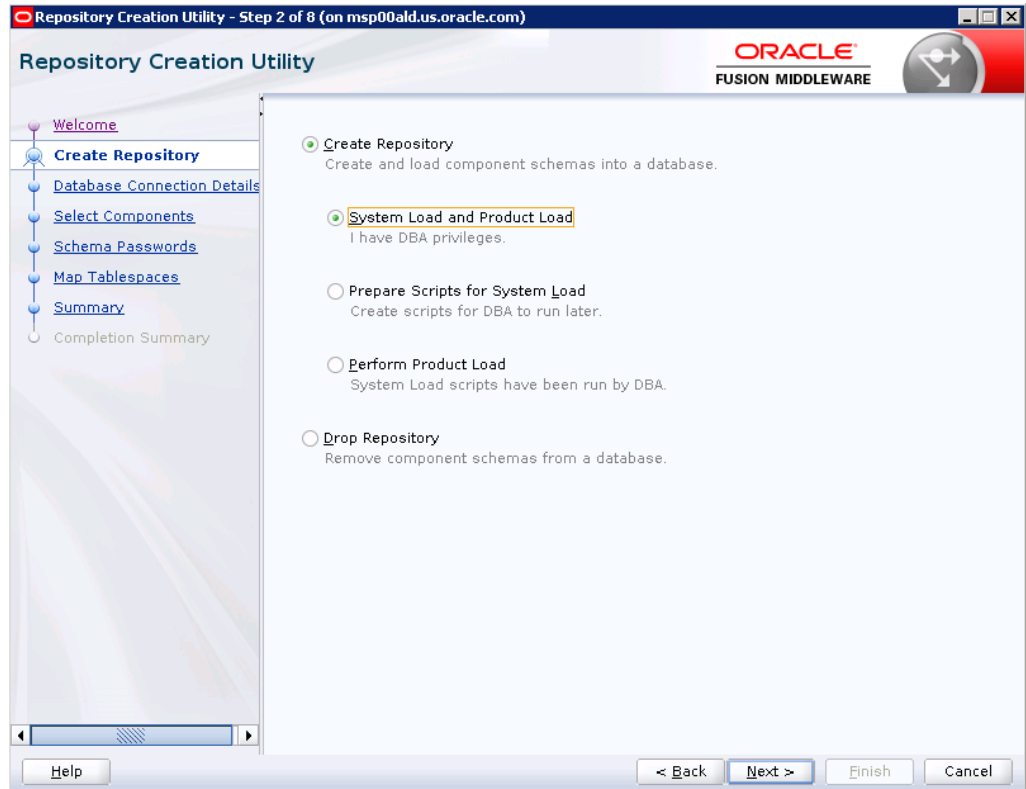 Repository Creation Utility - Step 2 of 8 (on msp00ald.us.oracle.com)
Repository Creation Utility
ORACLE
FUSION MIDDLEWARE
Welcome
Create Repository
Database Connection Details
Select Components
Schema Passwords
Map Tablespaces
Summary
Completion Summary
Create Repository
Create and load component schemas into a database.
System Load and Product Load
I have DBA privileges.
Prepare Scripts for System Load
Create scripts for DBA to run later.
Perform Product Load
System Load scripts have been run by DBA.
Drop Repository
Remove component schemas from a database.
Help
< Back
Next >
Finish
Cancel